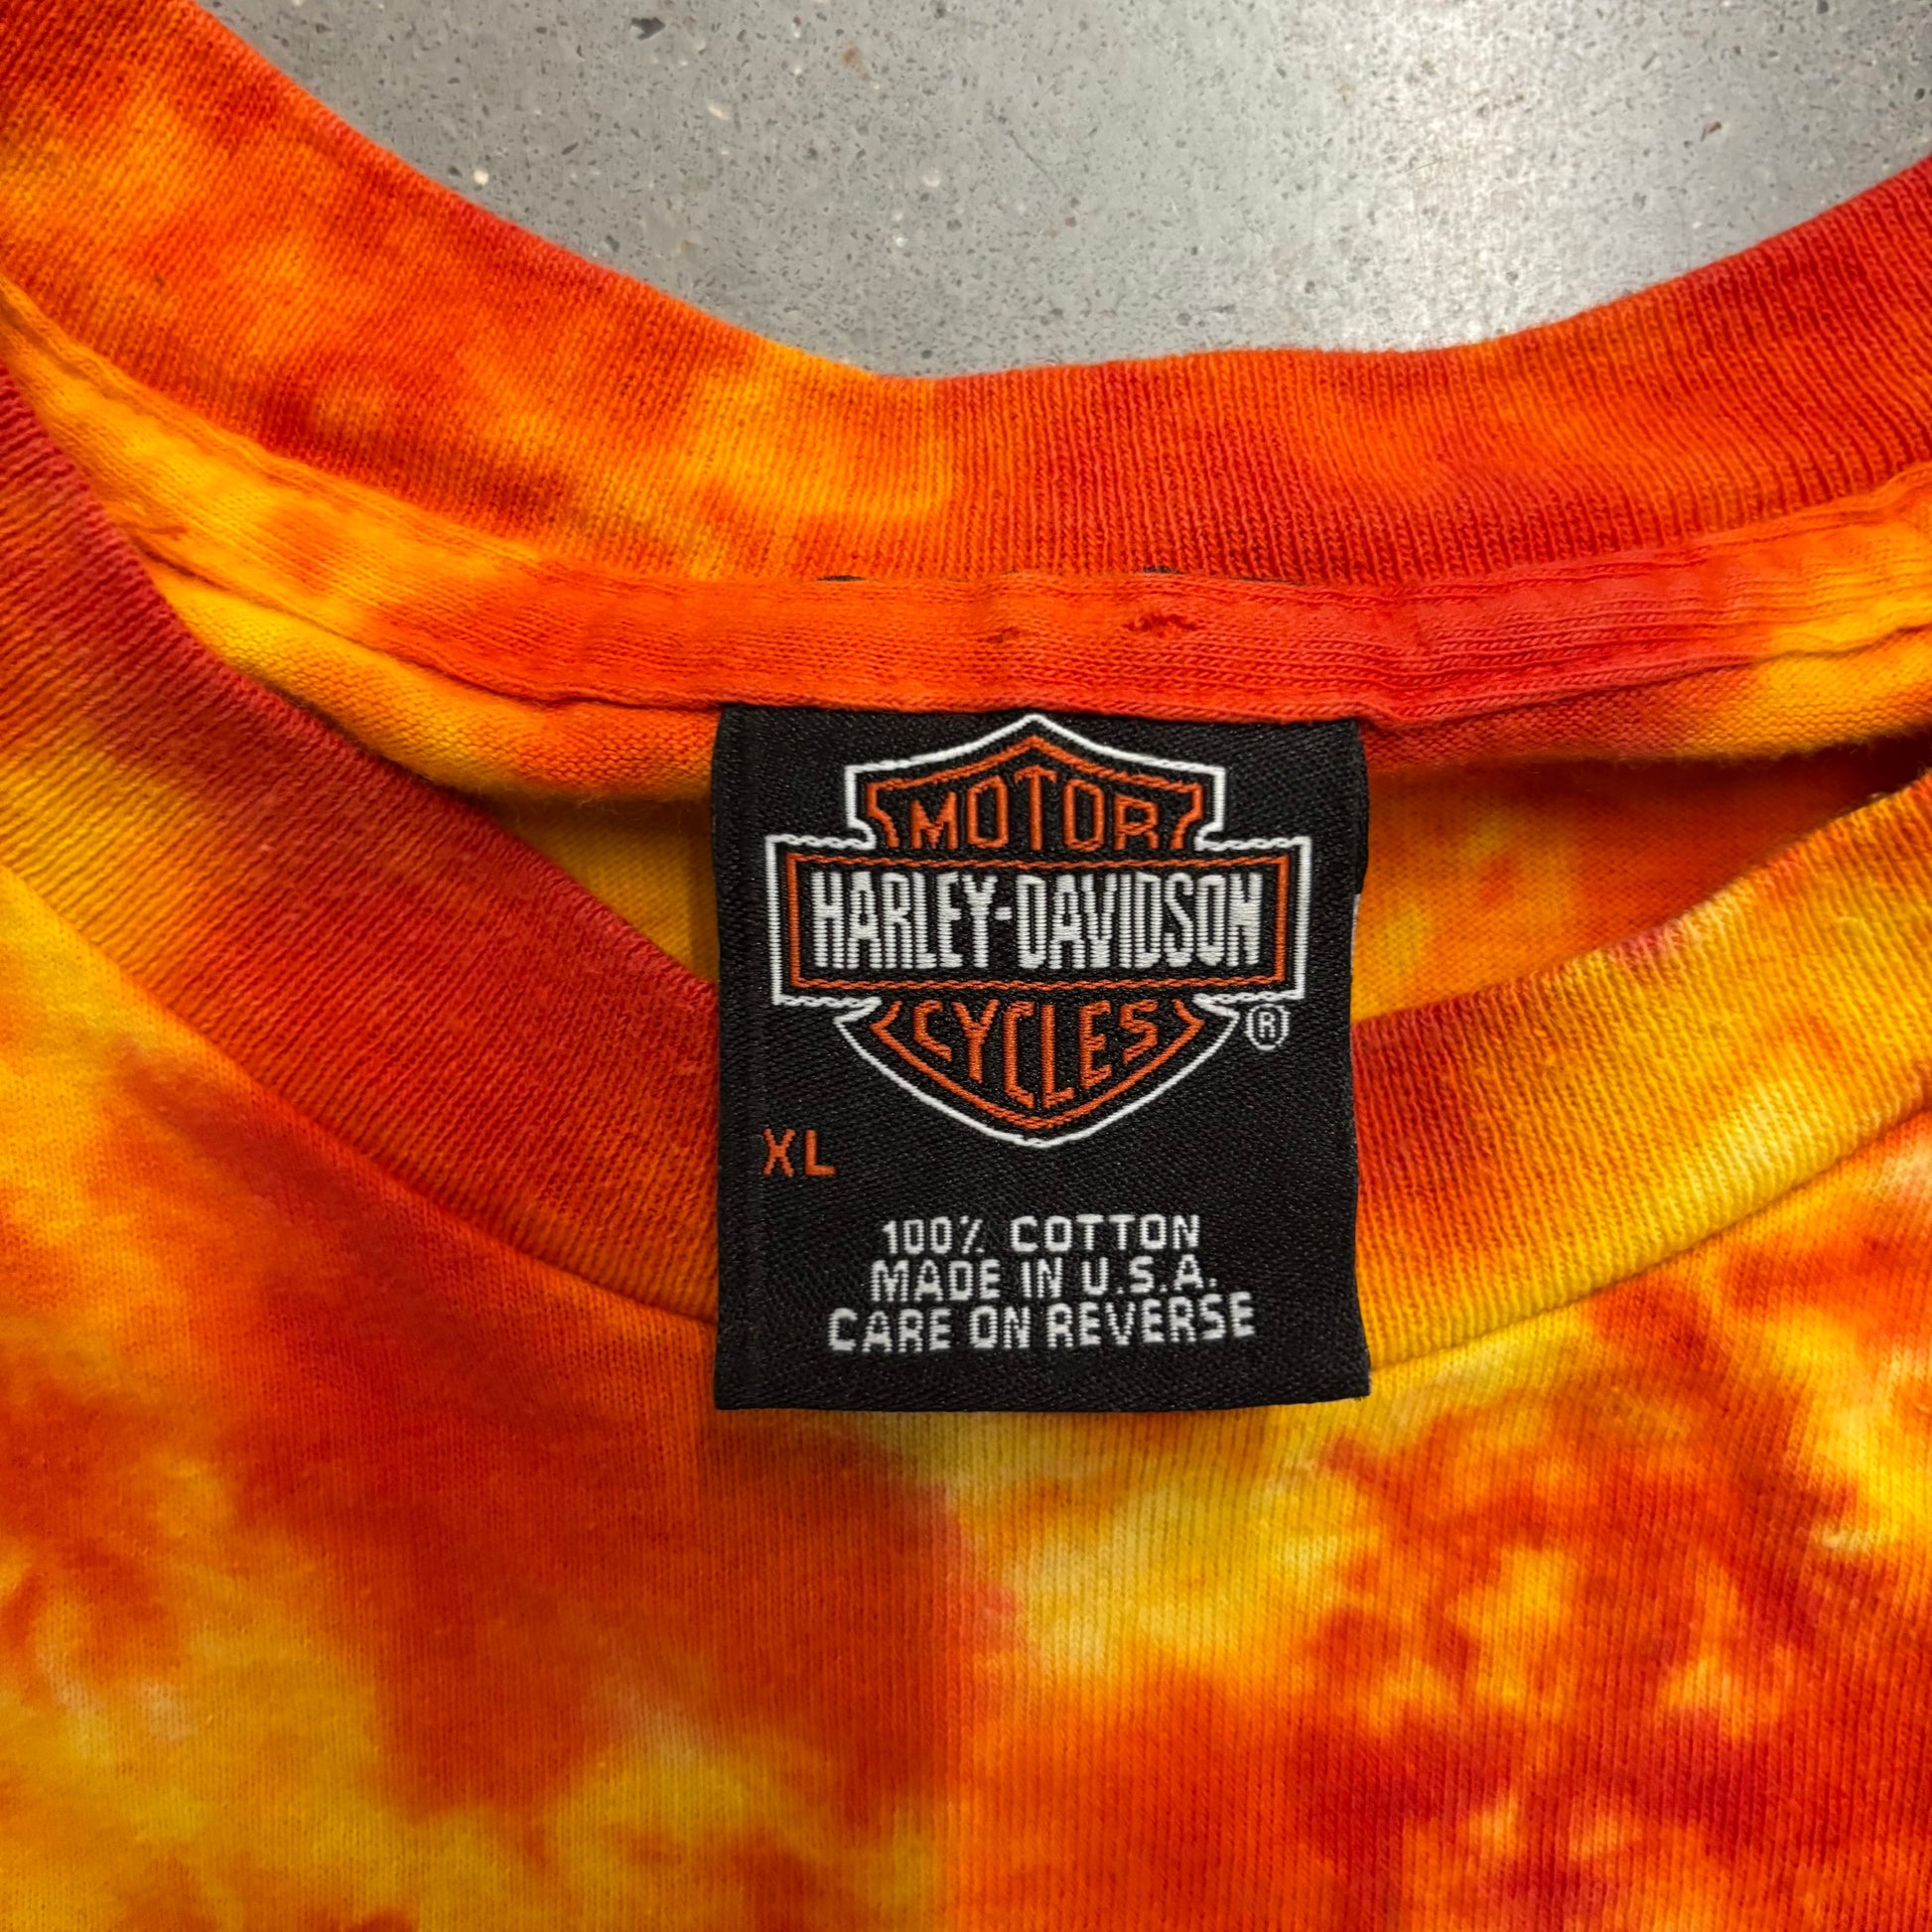 MOTOR
HARLEY-DAVIDSON
CYCLES
®
XL
100% COTTON
MADE IN U.S.A.
CARE ON REVERSE